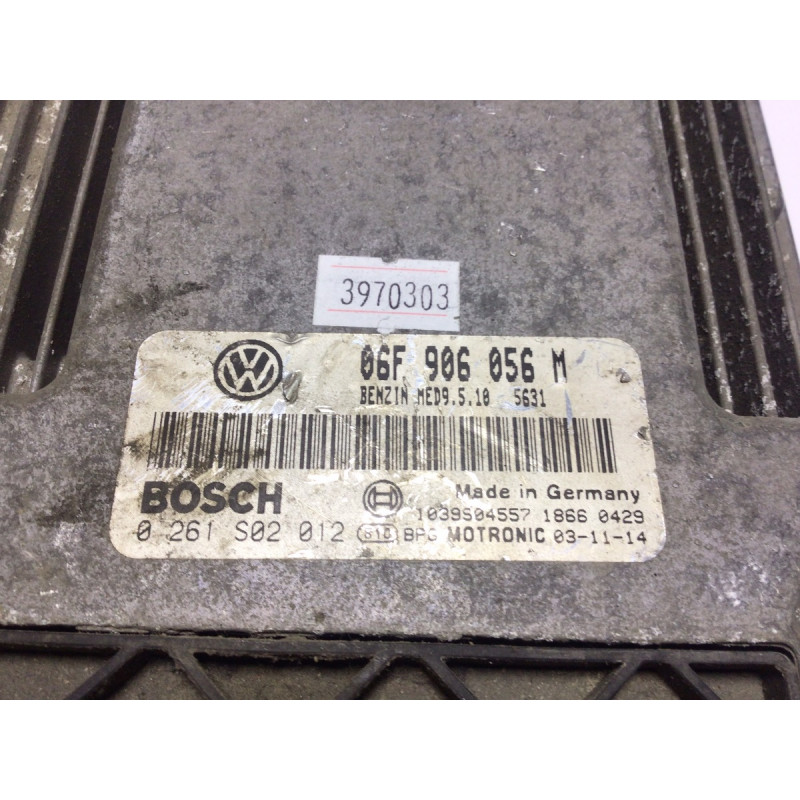 3970303
06F 906 056 M
BENZIN MED9.5.10 5631
BOSCH
Made in Germany
1039S04557 1866 0429
0 261 S02 012 MOTRONIC 03-11-14